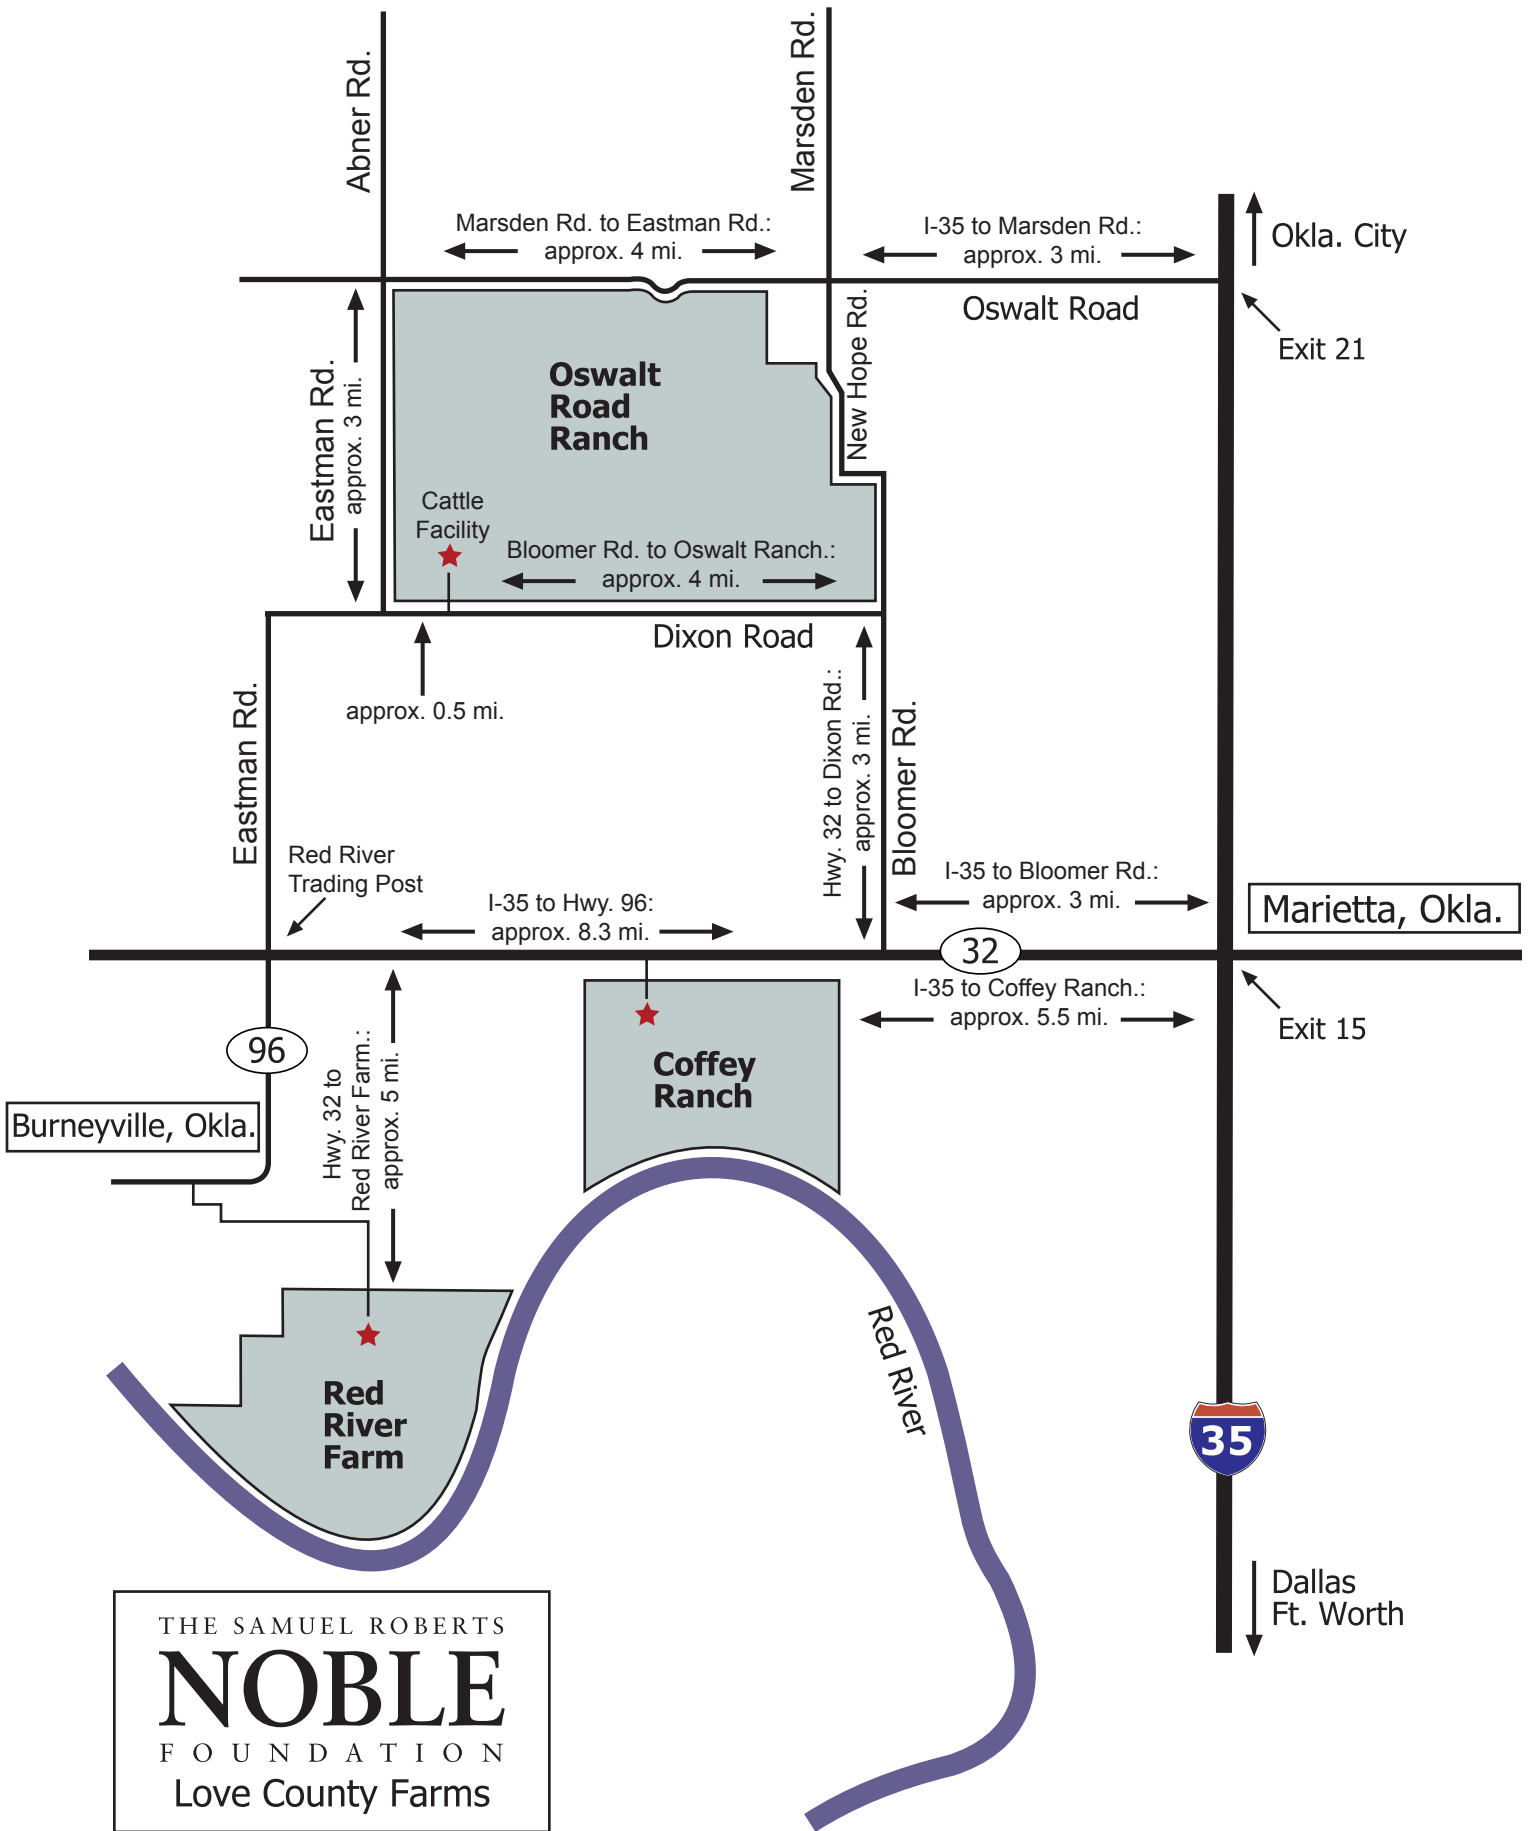 Abner Rd.
Marsden Rd.
Marsden Rd. to Eastman Rd.:
approx. 4 mi.
I-35 to Marsden Rd.:
approx. 3 mi.
Okla. City
Oswalt Road
Exit 21
Eastman Rd.
approx. 3 mi.
New Hope Rd.
Oswalt
Road
Ranch
Cattle
Facility
Bloomer Rd. to Oswalt Ranch.:
approx. 4 mi.
Dixon Road
approx. 0.5 mi.
Eastman Rd.
Hwy. 32 to Dixon Rd.:
approx. 3 mi.
Bloomer Rd.
Red River
Trading Post
I-35 to Hwy. 96:
approx. 8.3 mi.
I-35 to Bloomer Rd.:
approx. 3 mi.
Marietta, Okla.
32
I-35 to Coffey Ranch.:
approx. 5.5 mi.
Exit 15
96
Hwy. 32 to
Red River Farm.:
approx. 5 mi.
Coffey
Ranch
Burneyville, Okla.
Red River
Red
River
Farm
35
Dallas
Ft. Worth
THE SAMUEL ROBERTS
NOBLE
FOUNDATION
Love County Farms